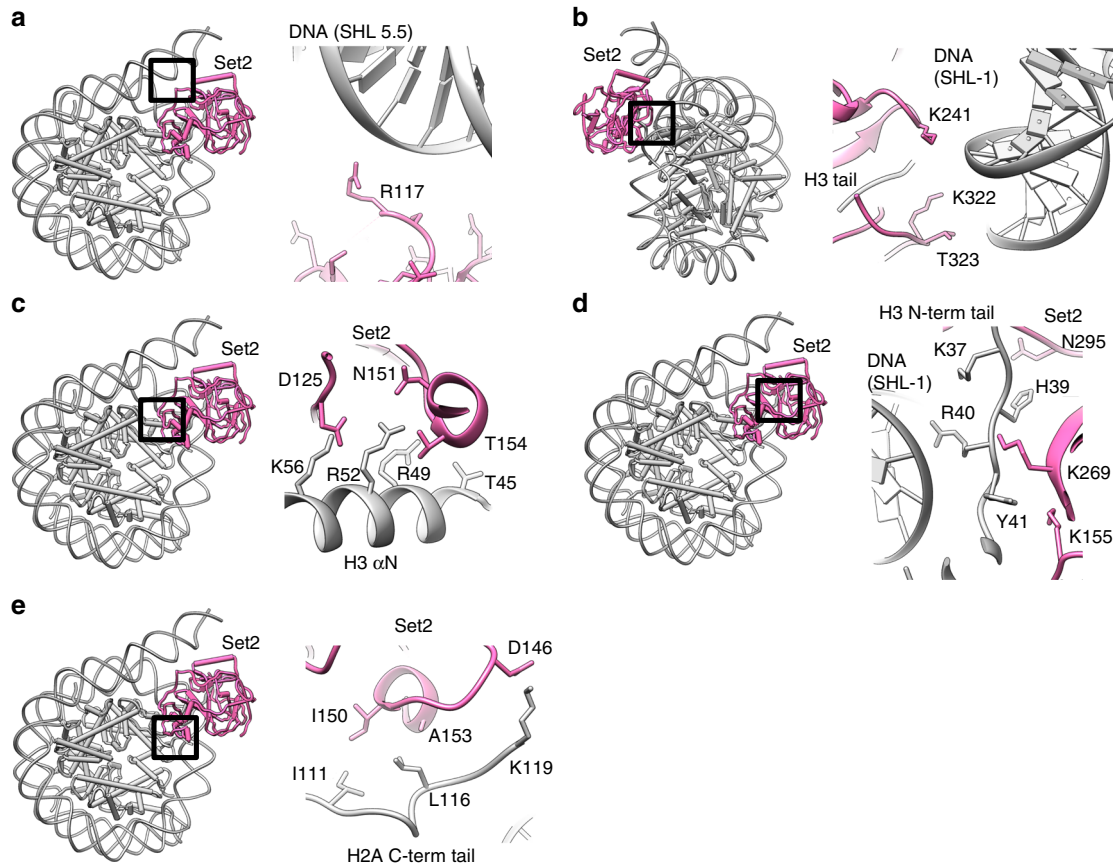 a
Set2
DNA (SHL 5.5)
R117
b
Set2
DNA
(SHL-1)
K241
H3 tail
K322
T323
c
Set2
Set2
D125
N151
T154
K56
R52
R49
T45
H3 αN
d
Set2
H3 N-term tail
Set2
K37
N295
DNA
(SHL-1)
H39
R40
K269
Y41
K155
e
Set2
Set2
D146
I150
A153
K119
I111
L116
H2A C-term tail